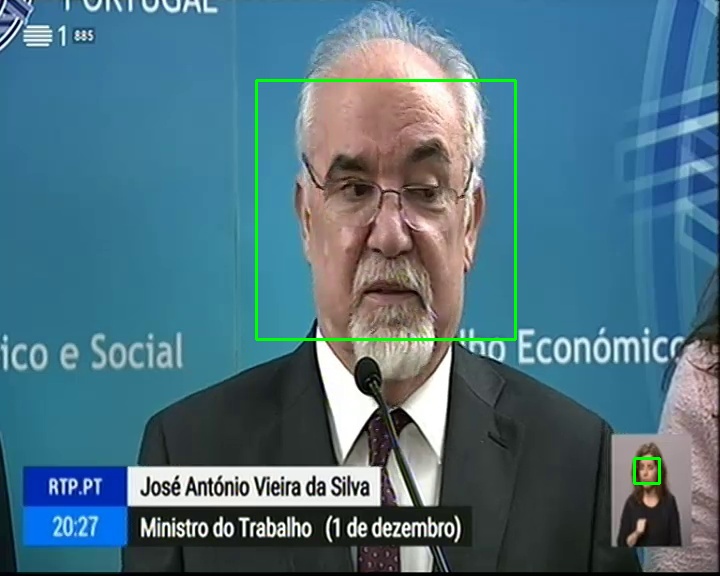 PORTUGAL
1 885
ico e Social
lho Económico
RTP.PT
José António Vieira da Silva
20:27
Ministro do Trabalho (1 de dezembro)